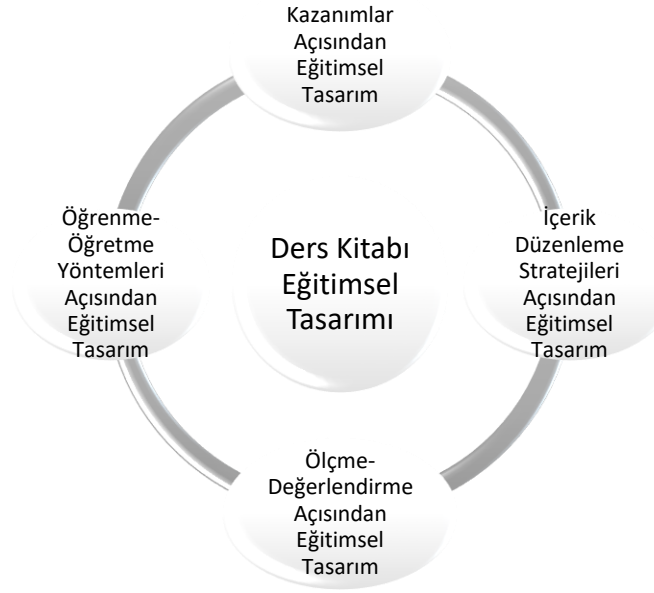 Kazanımlar
Açısından
Eğitimsel
Tasarım
Öğrenme-
Öğretme
Yöntemleri
Açısından
Eğitimsel
Tasarım
Ders Kitabı
Eğitimsel
Tasarımı
İçerik
Düzenleme
Stratejileri
Açısından
Eğitimsel
Tasarım
Ölçme-
Değerlendirme
Açısından
Eğitimsel
Tasarım